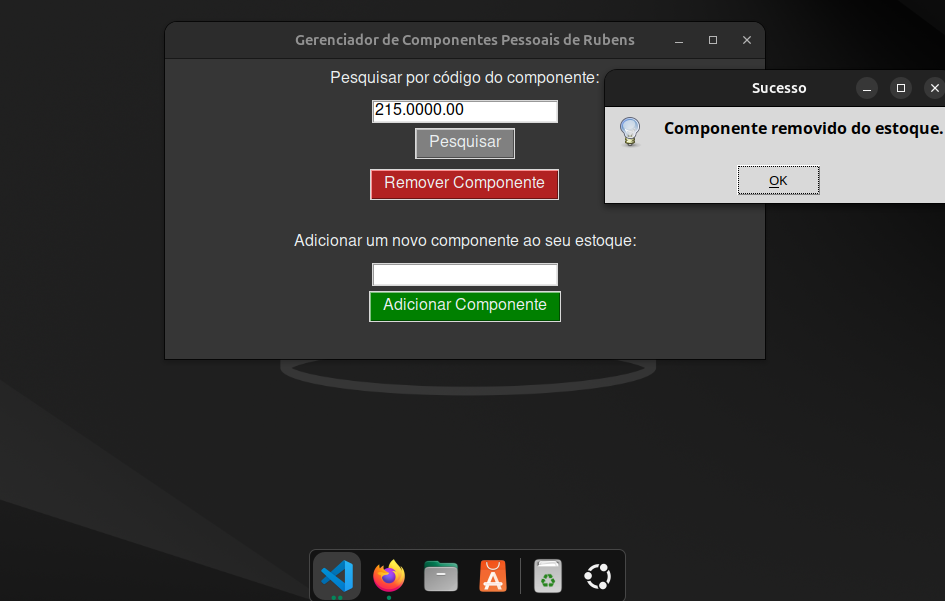 Gerenciador de Componentes Pessoais de Rubens
Pesquisar por código do componente:
215.0000.00
Pesquisar
Remover Componente
Adicionar um novo componente ao seu estoque:
Adicionar Componente
Sucesso
Componente removido do estoque.
OK